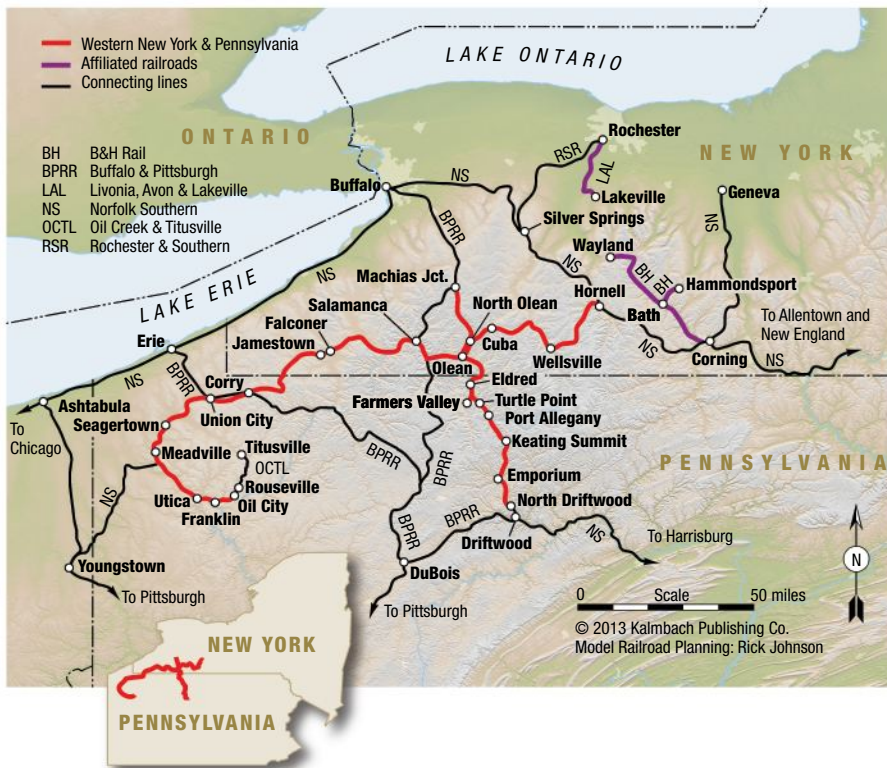 Western New York & Pennsylvania
Affiliated railroads
Connecting lines
BH B&H Rail
BPRR Buffalo & Pittsburgh
LAL Livonia, Avon & Lakeville
NS Norfolk Southern
OCTL Oil Creek & Titusville
RSR Rochester & Southern
LAKE ONTARIO
ONTARIO
NEW YORK
Rochester
RSR
LAL
Lakeville
Buffalo
NS
Geneva
NS
BPRR
Silver Springs
Wayland
NS
BH
BH
Hammondsport
Bath
LAKE ERIE
NS
Machias Jct.
Hornell
To Allentown and
New England
Salamanca
North Olean
Falconer
Jamestown
Cuba
Wellsville
NS
Corning
NS
Erie
Olean
NS
BPRR
Corry
Union City
Eldred
Farmers Valley
Turtle Point
Port Allegany
Ashtabula
To
Chicago
Seagertown
Keating Summit
Meadville
Titusville
OCTL
BPRR
BPRR
PENNSYLVANIA
Emporium
Rouseville
Oil City
Utica
Franklin
NS
North Driftwood
BPRR
BPRR
Driftwood
NS
To Harrisburg
N
Youngstown
To Pittsburgh
DuBois
To Pittsburgh
0 Scale 50 miles
© 2013 Kalmbach Publishing Co.
Model Railroad Planning: Rick Johnson
NEW YORK
PENNSYLVANIA